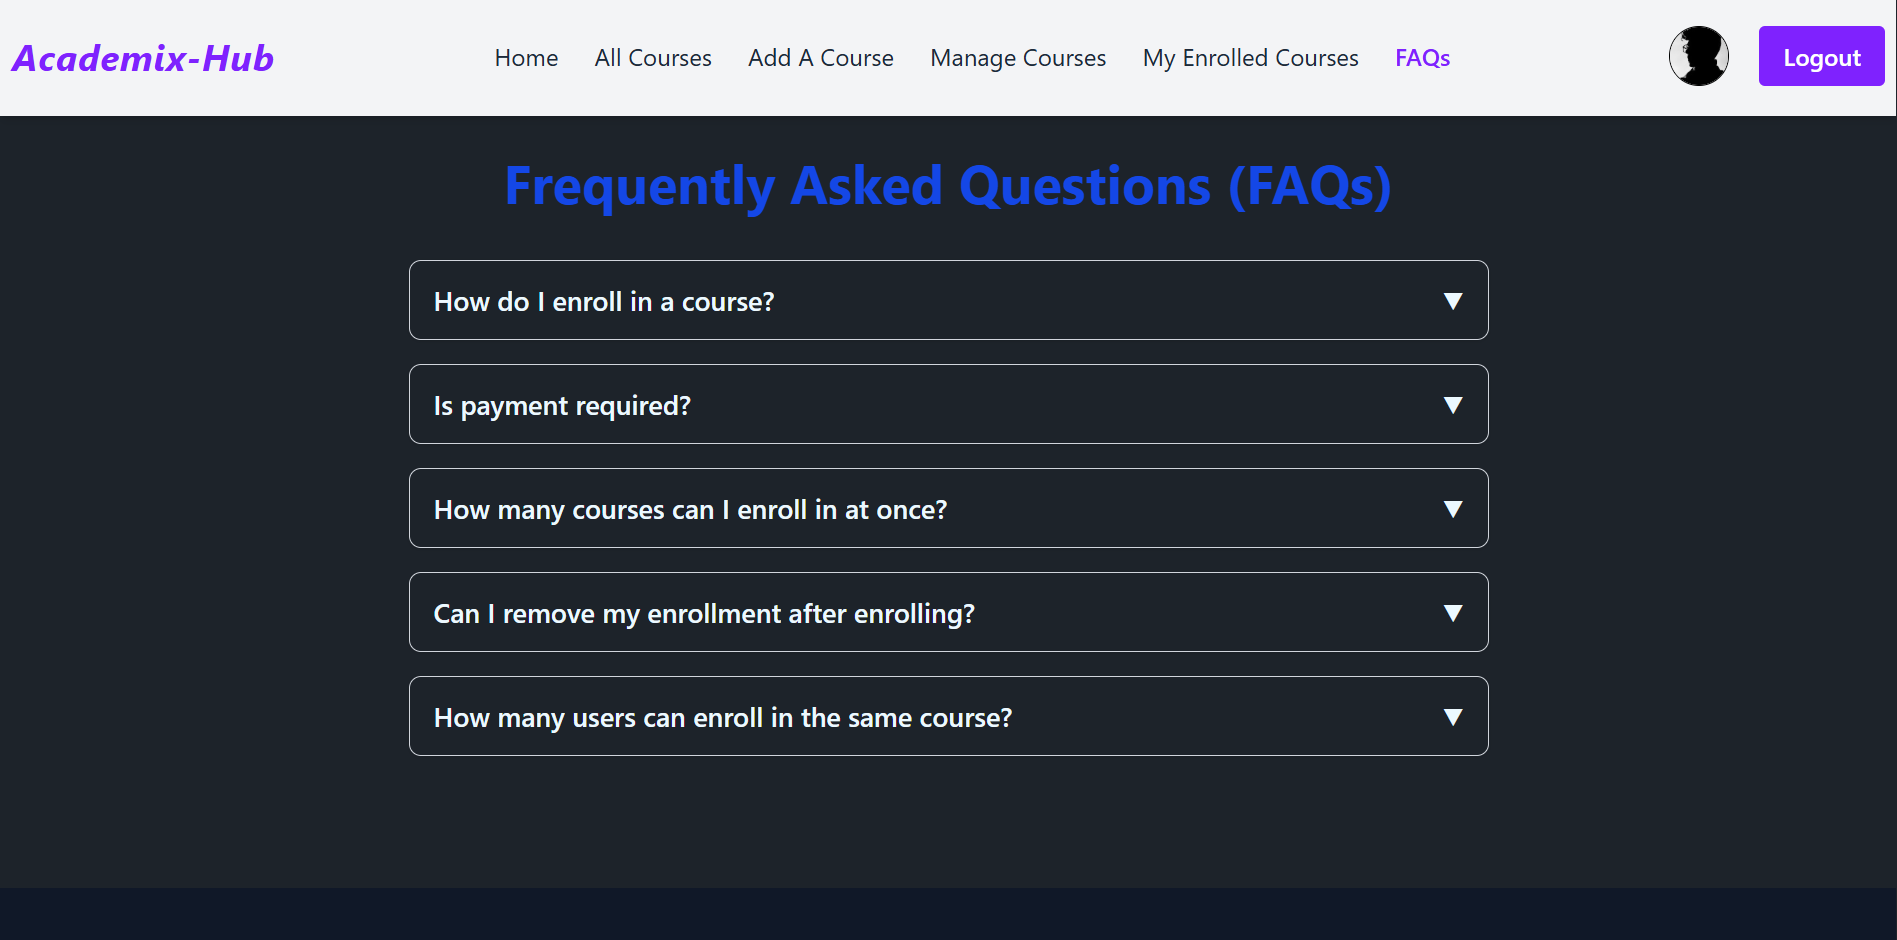 Academix-Hub
Home All Courses Add A Course Manage Courses My Enrolled Courses FAQs
Logout
Frequently Asked Questions (FAQs)
How do I enroll in a course?
Is payment required?
How many courses can I enroll in at once?
Can I remove my enrollment after enrolling?
How many users can enroll in the same course?